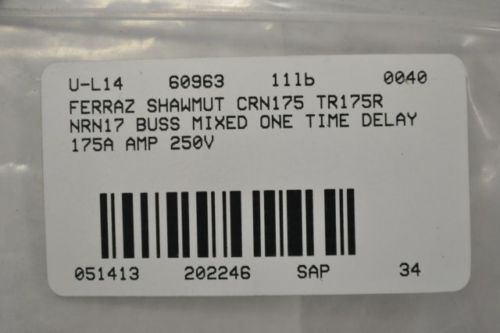 U-L14 60963 11lb 0040
FERRAZ SHAWMUT CRN175 TR175R
NRN17 BUSS MIXED ONE TIME DELAY
175A AMP 250V
051413 202246 SAP 34